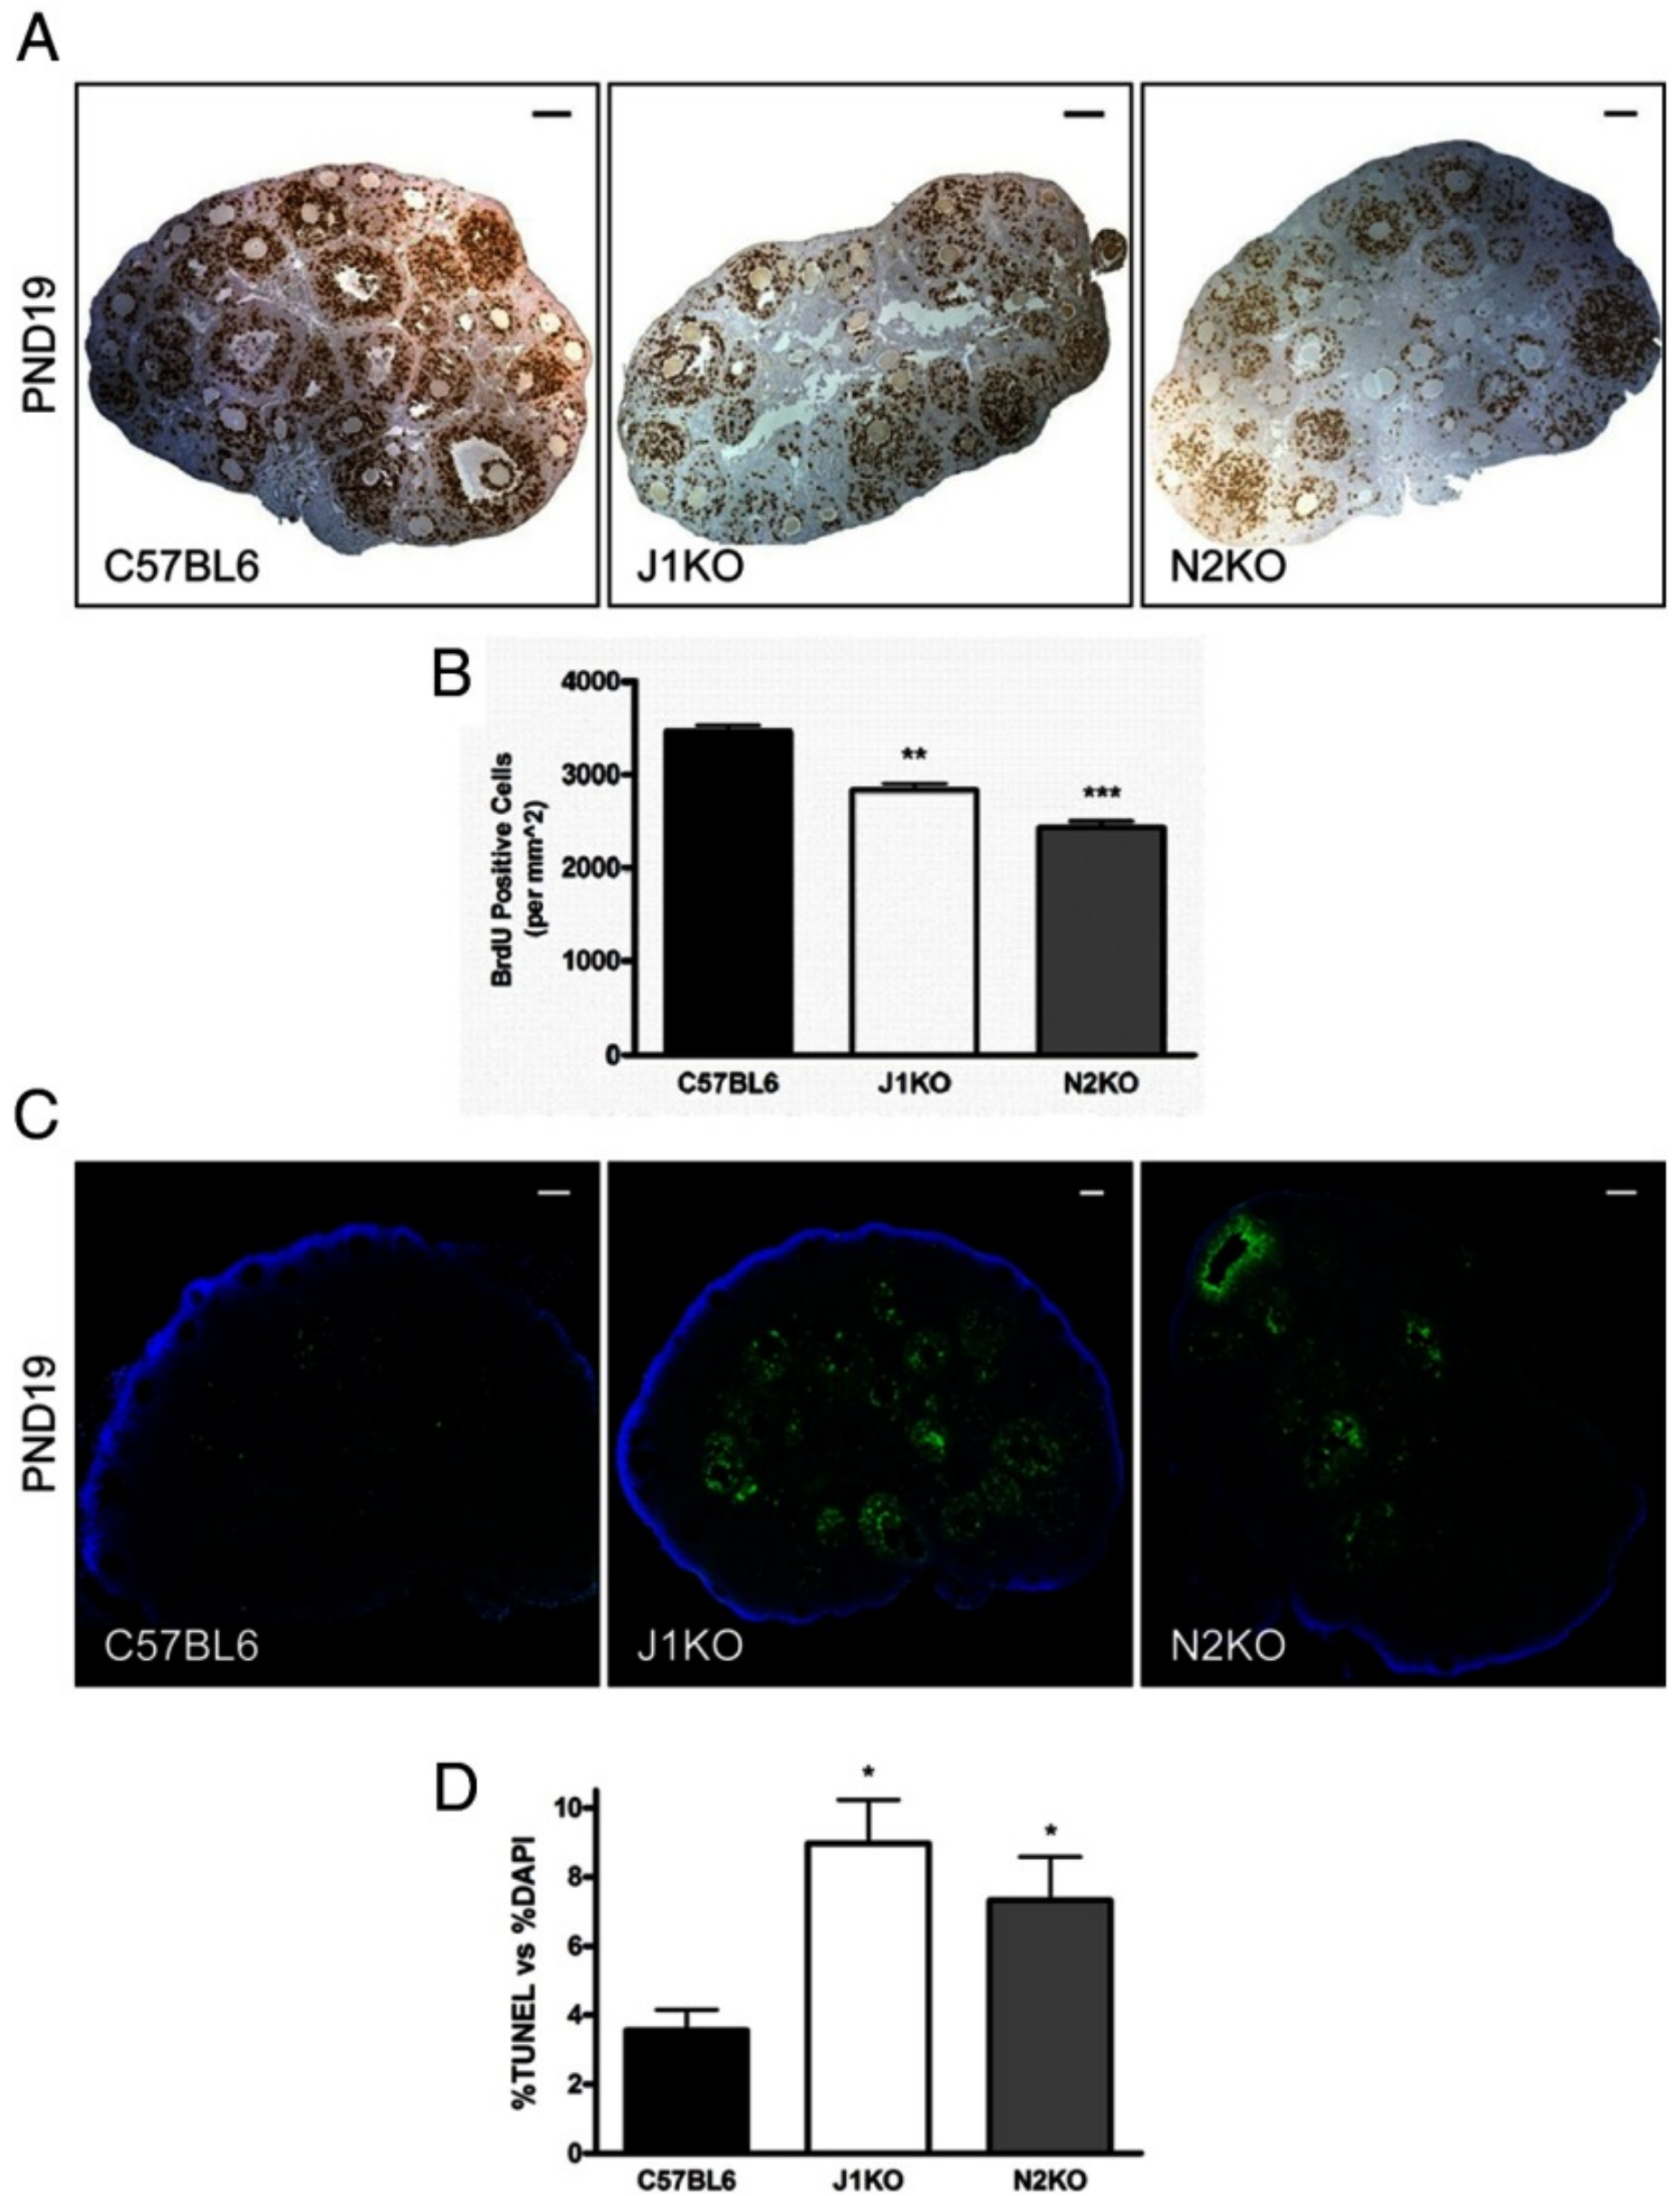 A
PND19
C57BL6
J1KO
N2KO
B
BrdU Positive Cells
(per mm^2)
4000
3000
2000
1000
0
**
***
C57BL6
J1KO
N2KO
C
PND19
C57BL6
J1KO
N2KO
D
%TUNEL vs %DAPI
10
8
6
4
2
0
*
*
C57BL6
J1KO
N2KO